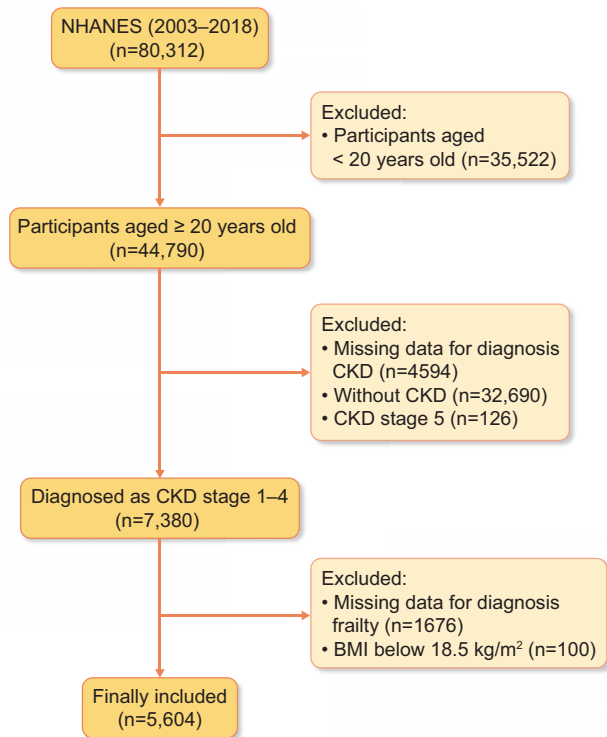 NHANES (2003–2018)
(n=80,312)
Excluded:
• Participants aged
< 20 years old (n=35,522)
Participants aged ≥ 20 years old
(n=44,790)
Excluded:
• Missing data for diagnosis
CKD (n=4594)
• Without CKD (n=32,690)
• CKD stage 5 (n=126)
Diagnosed as CKD stage 1–4
(n=7,380)
Excluded:
• Missing data for diagnosis
frailty (n=1676)
• BMI below 18.5 kg/m² (n=100)
Finally included
(n=5,604)